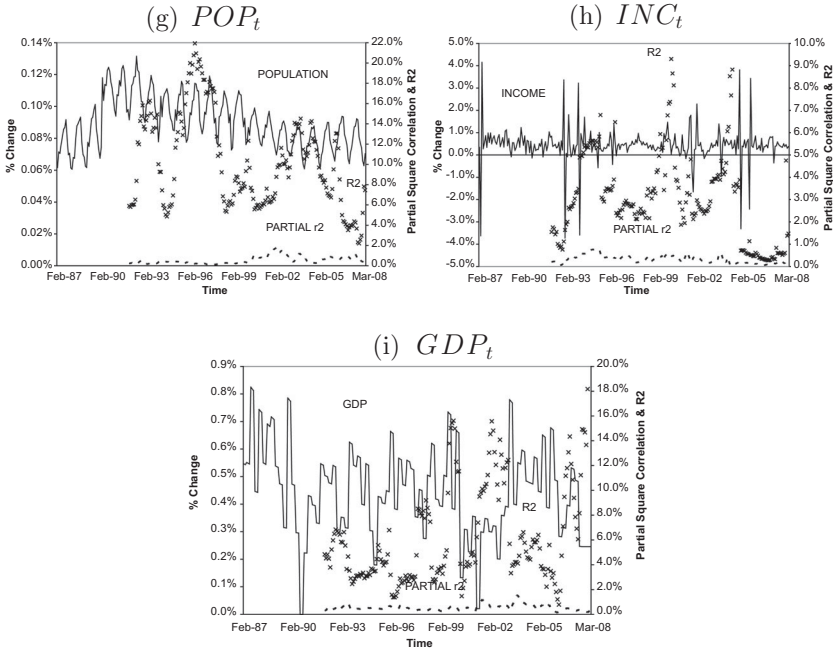 (g) POP_t
0.14%
0.12%
0.10%
0.08%
0.06%
0.04%
0.02%
0.00%
% Change
22.0%
20.0%
18.0%
16.0%
14.0%
12.0%
10.0%
8.0%
6.0%
4.0%
2.0%
0.0%
Partial Square Correlation & R2
POPULATION
R2
PARTIAL r2
Feb-87 Feb-90 Feb-93 Feb-96 Feb-99 Feb-02 Feb-05 Mar-08
Time
(h) INC_t
5.0%
4.0%
3.0%
2.0%
1.0%
0.0%
-1.0%
-2.0%
-3.0%
-4.0%
-5.0%
% Change
10.0%
9.0%
8.0%
7.0%
6.0%
5.0%
4.0%
3.0%
2.0%
1.0%
0.0%
Partial Square Correlation & R2
R2
INCOME
PARTIAL r2
Feb-87 Feb-90 Feb-93 Feb-96 Feb-99 Feb-02 Feb-05 Mar-08
Time
(i) GDP_t
0.9%
0.8%
0.7%
0.6%
0.5%
0.4%
0.3%
0.2%
0.1%
0.0%
% Change
20.0%
18.0%
16.0%
14.0%
12.0%
10.0%
8.0%
6.0%
4.0%
2.0%
0.0%
Partial Square Correlation & R2
GDP
R2
PARTIAL r2
Feb-87 Feb-90 Feb-93 Feb-96 Feb-99 Feb-02 Feb-05 Mar-08
Time